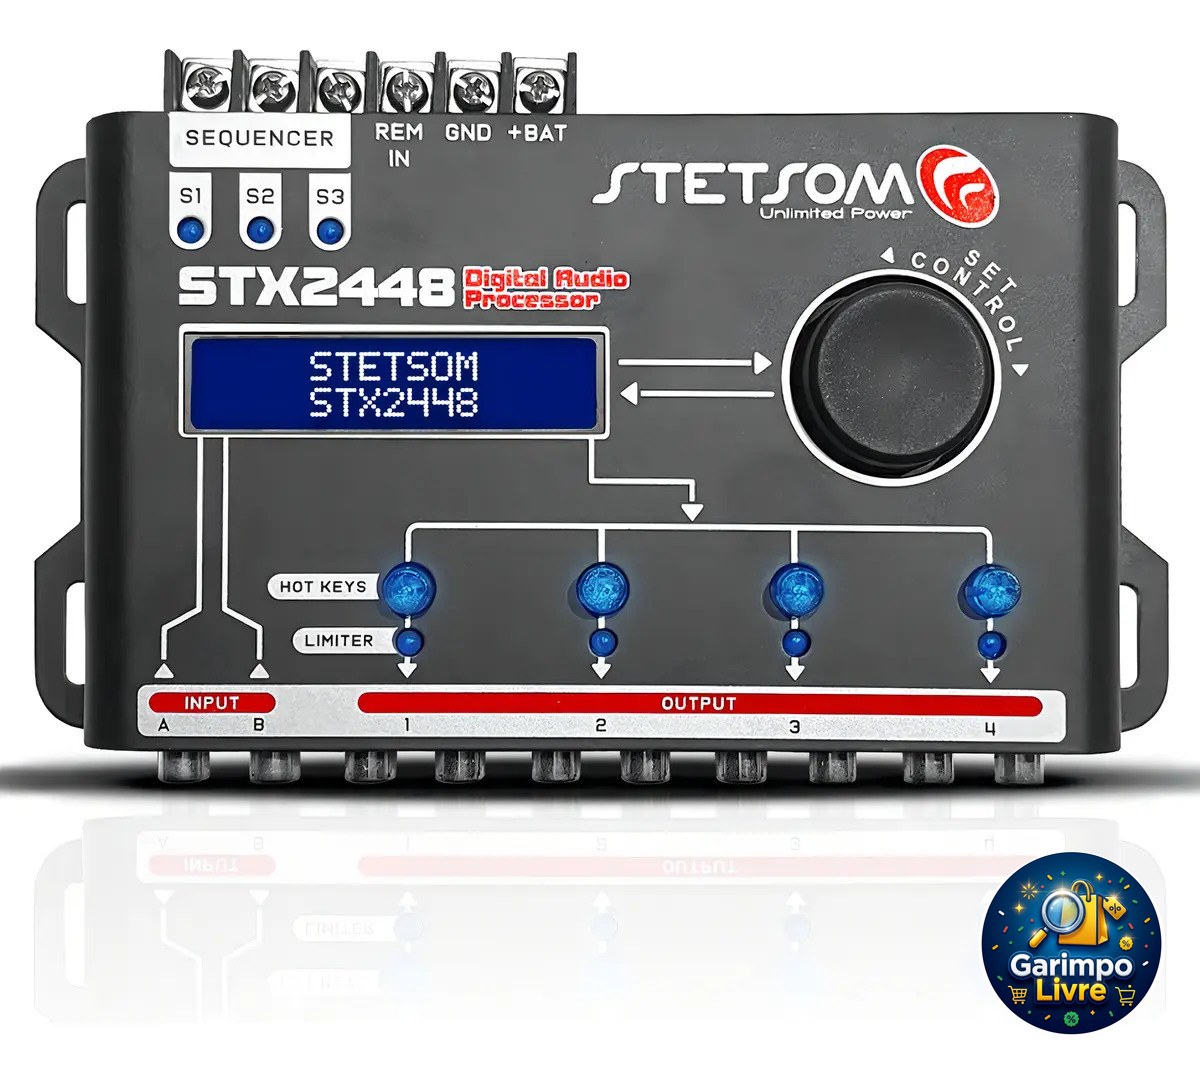 SEQUENCER
REM IN
GND
+BAT
S1
S2
S3
STETSOM
Unlimited Power
STX2448
Digital Audio
Processor
SET
CONTROL
STETSOM
STX2448
HOT KEYS
LIMITER
INPUT
OUTPUT
A
B
1
2
3
4
Garimpo
Livre